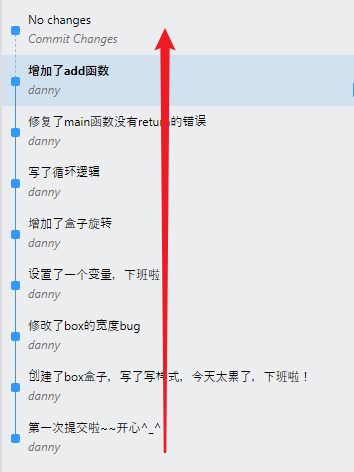 No changes
Commit Changes
增加了add函数
danny
修复了main函数没有return的错误
danny
写了循环逻辑
danny
增加了盒子旋转
danny
设置了一个变量，下班啦
danny
修改了box的宽度bug
danny
创建了box盒子，写了写样式，今天太累了，下班啦！
danny
第一次提交啦~~开心^_^
danny